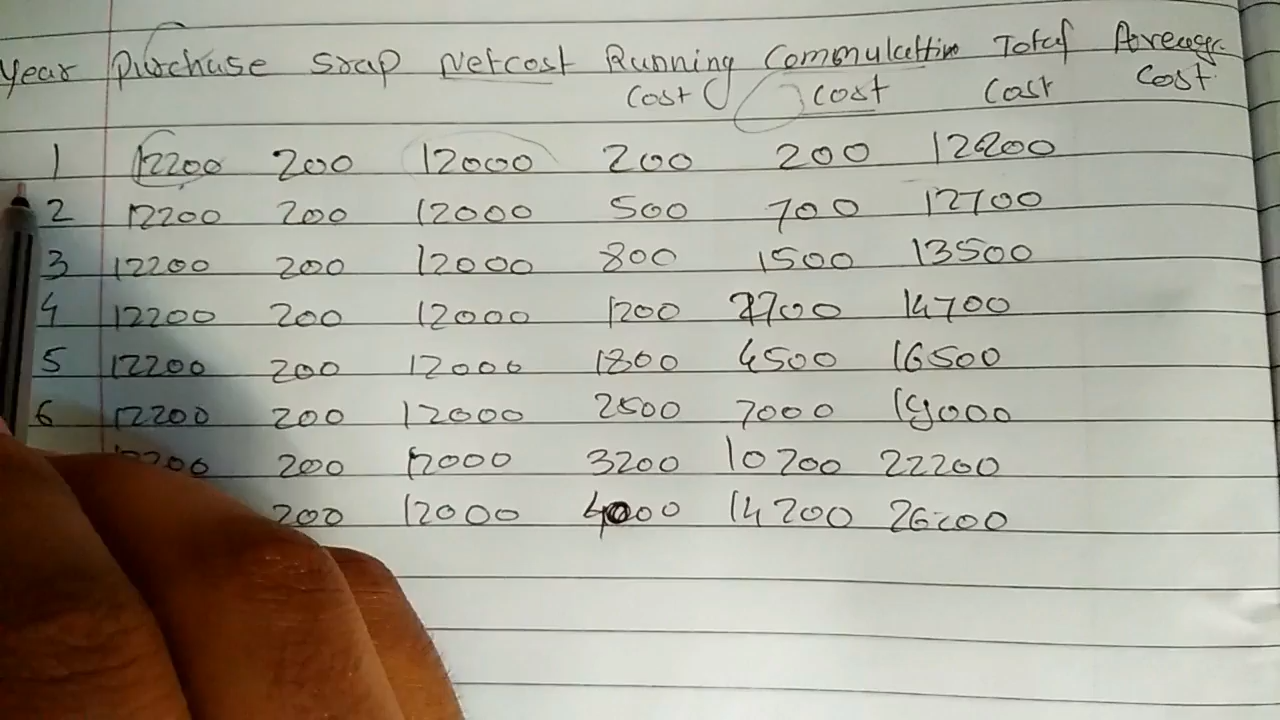 Year Purchase Srap Netcost Running Cost Commulcettive cost Total Cost Average Cost
1 12200 200 12000 200 200 12200
2 12200 200 12000 500 700 12700
3 12200 200 12000 800 1500 13500
4 12200 200 12000 1200 2700 14700
5 12200 200 12000 1800 4500 16500
6 12200 200 12000 2500 7000 19000
200 12000 3200 10200 22200
200 12000 4000 14200 26200